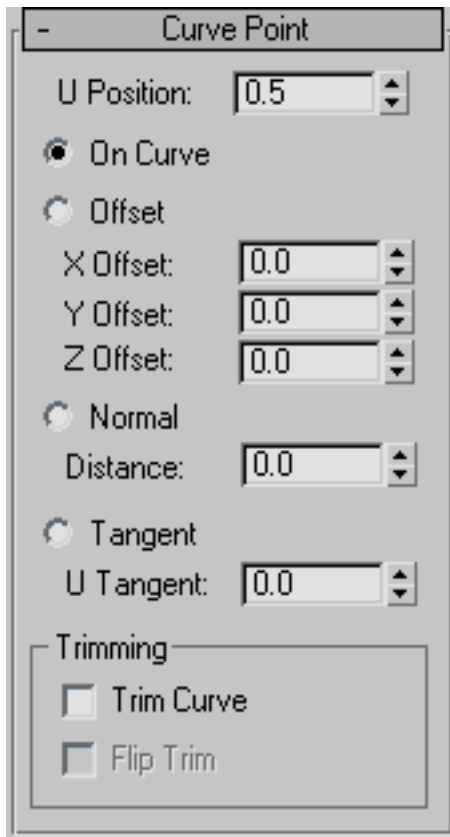 - Curve Point
U Position: 0.5
On Curve
Offset
X Offset: 0.0
Y Offset: 0.0
Z Offset: 0.0
Normal
Distance: 0.0
Tangent
U Tangent: 0.0
Trimming
Trim Curve
Flip Trim